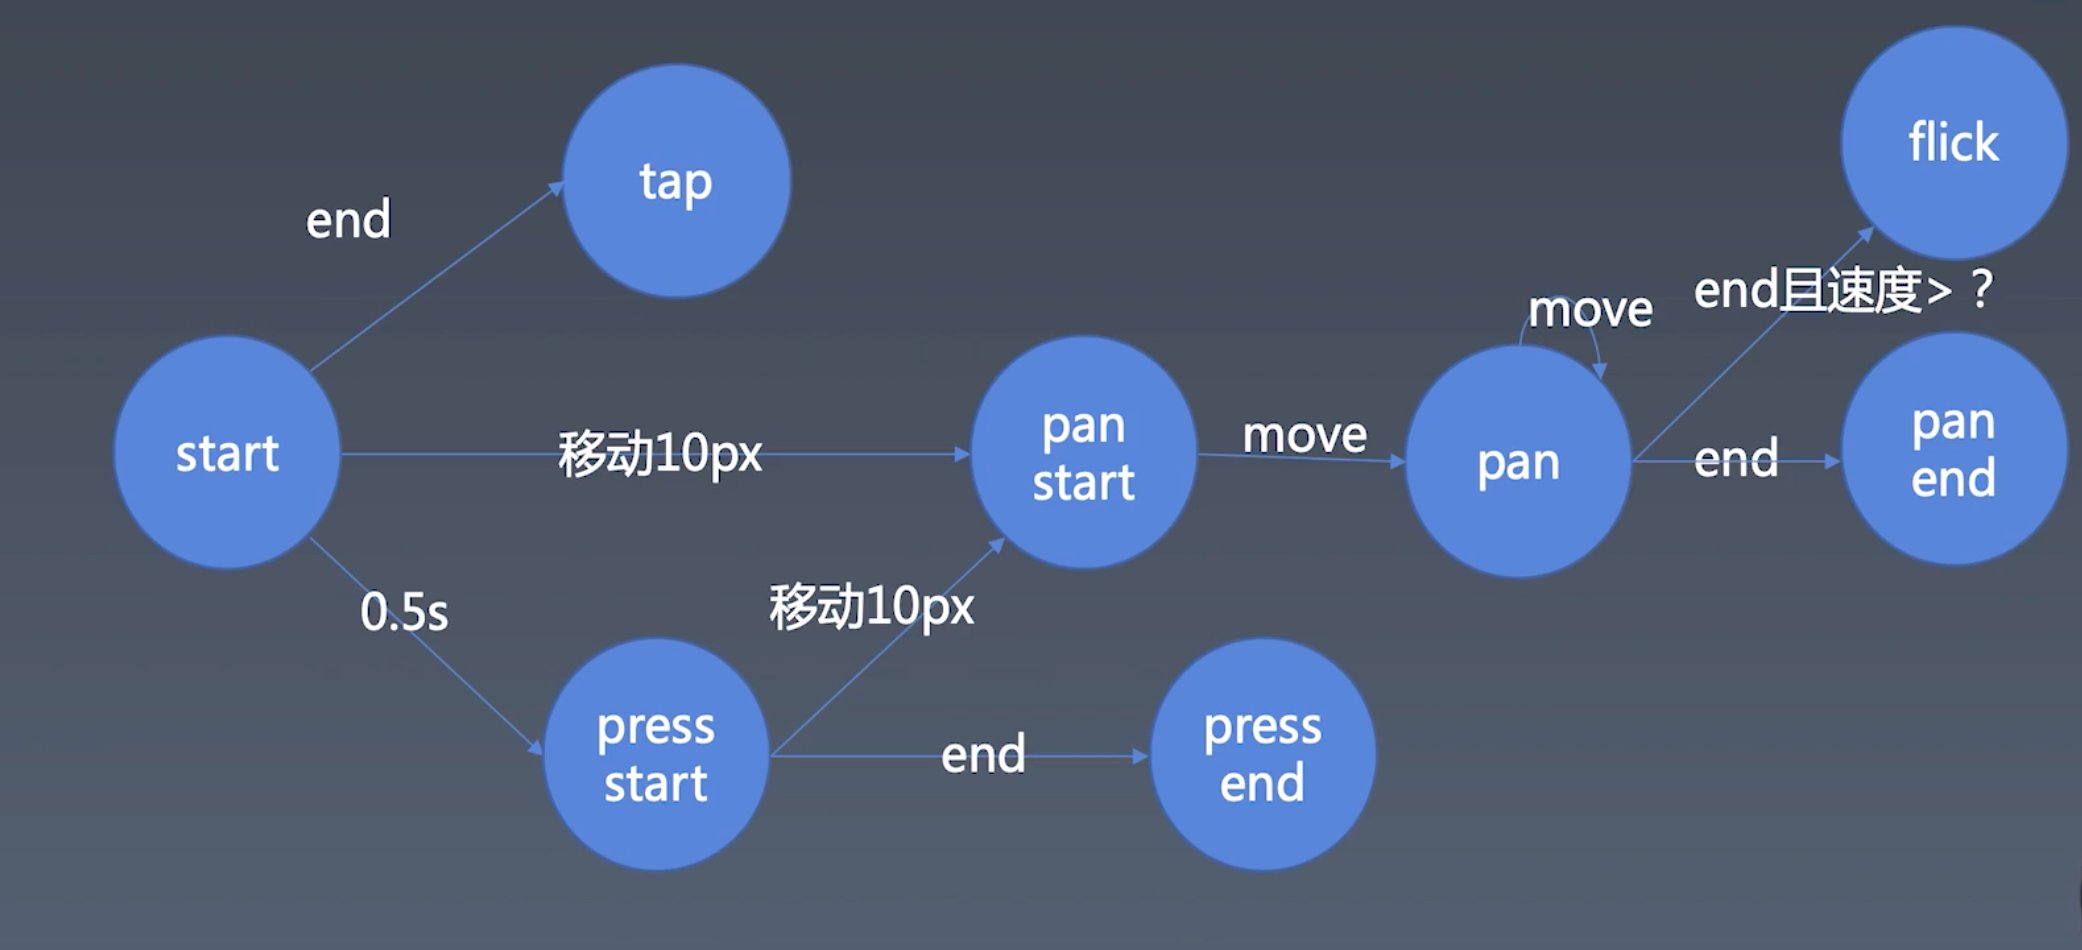 flick
tap
end
end且速度>？
move
start
移动10px
pan
start
move
pan
end
pan
end
0.5s
移动10px
press
start
end
press
end